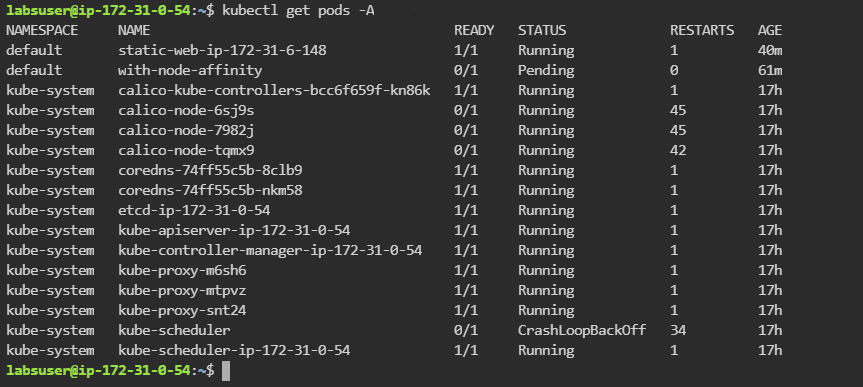 labsuser@ip-172-31-0-54:~$ kubectl get pods -A
NAMESPACE NAME READY STATUS RESTARTS AGE
default static-web-ip-172-31-6-148 1/1 Running 1 40m
default with-node-affinity 0/1 Pending 0 61m
kube-system calico-kube-controllers-bcc6f659f-kn86k 1/1 Running 1 17h
kube-system calico-node-6sj9s 0/1 Running 45 17h
kube-system calico-node-7982j 0/1 Running 45 17h
kube-system calico-node-tqmx9 0/1 Running 42 17h
kube-system coredns-74ff55c5b-8clb9 1/1 Running 1 17h
kube-system coredns-74ff55c5b-nkm58 1/1 Running 1 17h
kube-system etcd-ip-172-31-0-54 1/1 Running 1 17h
kube-system kube-apiserver-ip-172-31-0-54 1/1 Running 1 17h
kube-system kube-controller-manager-ip-172-31-0-54 1/1 Running 1 17h
kube-system kube-proxy-m6sh6 1/1 Running 1 17h
kube-system kube-proxy-mtpvz 1/1 Running 1 17h
kube-system kube-proxy-snt24 1/1 Running 1 17h
kube-system kube-scheduler 0/1 CrashLoopBackOff 34 17h
kube-system kube-scheduler-ip-172-31-0-54 1/1 Running 1 17h
labsuser@ip-172-31-0-54:~$